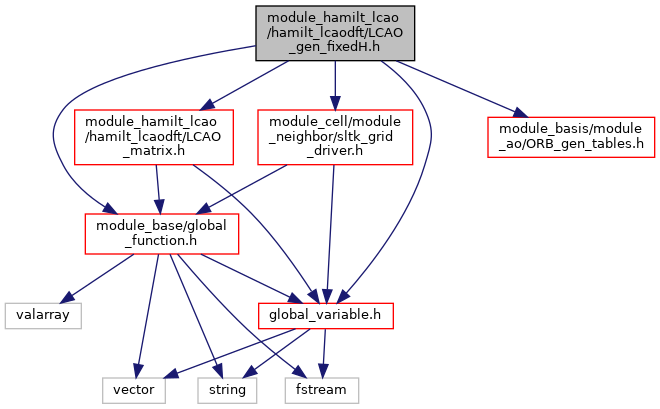 module_hamilt_lcao
/hamilt_lcaodft/LCAO
_gen_fixedH.h
module_hamilt_lcao
/hamilt_lcaodft/LCAO
_matrix.h
module_cell/module
_neighbor/sltk_grid
_driver.h
module_basis/module
_ao/ORB_gen_tables.h
module_base/global
_function.h
valarray
global_variable.h
vector
string
fstream